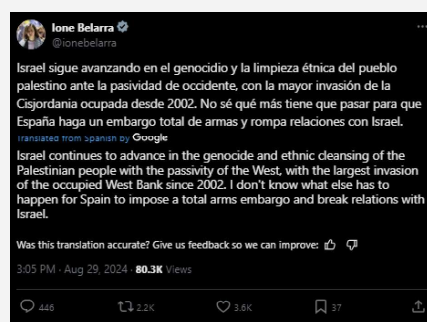 Ione Belarra
@ionebelarra
Israel sigue avanzando en el genocidio y la limpieza étnica del pueblo
palestino ante la pasividad de occidente, con la mayor invasión de la
Cisjordania ocupada desde 2002. No sé qué más tiene que pasar para que
España haga un embargo total de armas y rompa relaciones con Israel.
Translated from Spanish by Google
Israel continues to advance in the genocide and ethnic cleansing of the
Palestinian people with the passivity of the West, with the largest invasion
of the occupied West Bank since 2002. I don't know what else has to
happen for Spain to impose a total arms embargo and break relations with
Israel.
Was this translation accurate? Give us feedback so we can improve:
3:05 PM · Aug 29, 2024 · 80.3K Views
446 2.2K 3.6K 37